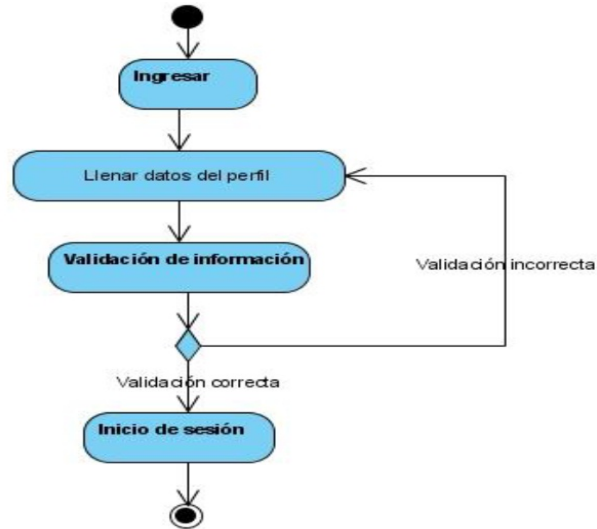 Ingresar
Llenar datos del perfil
Validación de información
Validación incorrecta
Validación correcta
Inicio de sesión